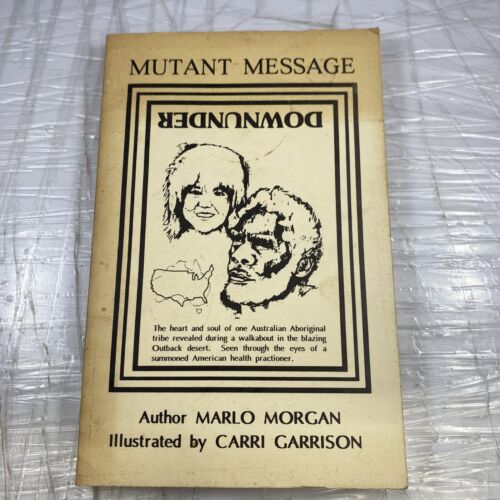 MUTANT MESSAGE
DOWNUNDER
The heart and soul of one Australian Aboriginal
tribe revealed during a walkabout in the blazing
Outback desert. Seen through the eyes of a
summoned American health practioner.
Author MARLO MORGAN
Illustrated by CARRI GARRISON